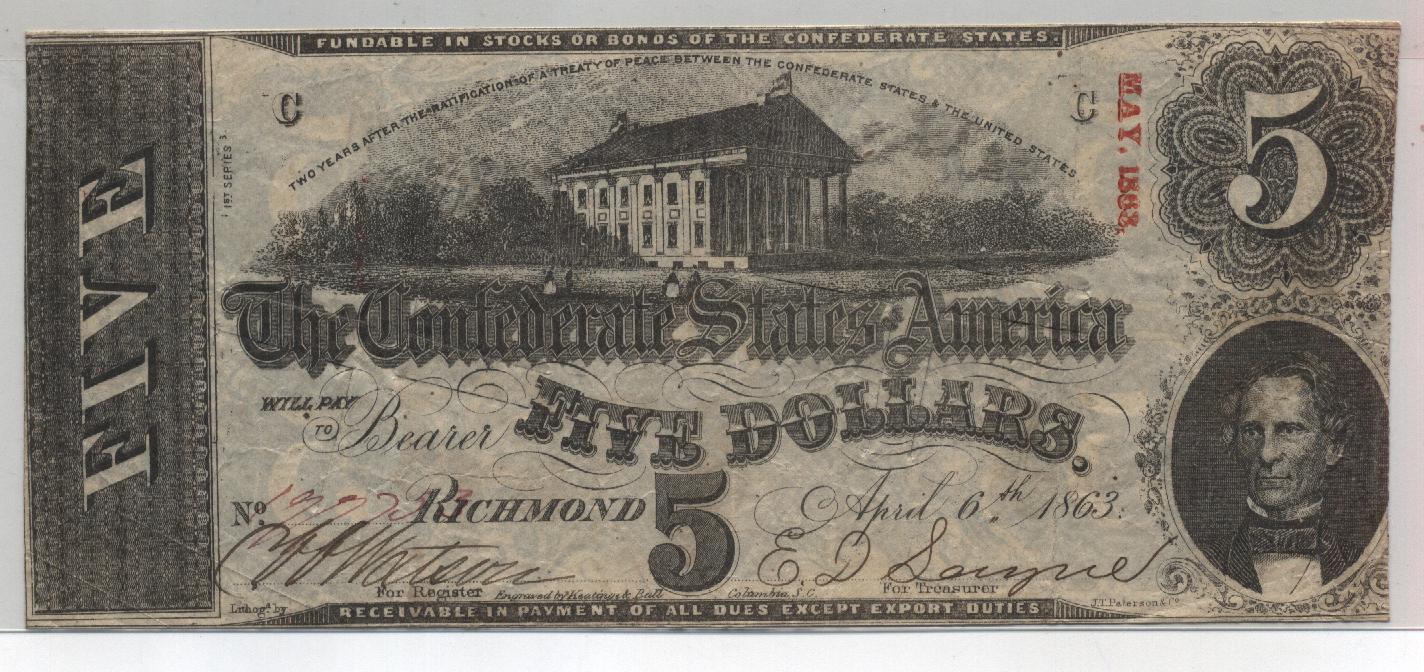 FUNDABLE IN STOCKS OR BONDS OF THE CONFEDERATE STATES.
TWO YEARS AFTER THE RATIFICATION OF A TREATY OF PEACE BETWEEN THE CONFEDERATE STATES & THE UNITED STATES
C C
MAY, 1863,
5
1ST SERIES
FIVE
The Confederate States America
WILL PAY
TO Bearer FIVE DOLLARS.
No. RICHMOND 5 April 6th 1863.
Watson E. D.
For Register Engraved by Keatinge & Ball Columbia, S.C. For Treasurer
Lithog'd by RECEIVABLE IN PAYMENT OF ALL DUES EXCEPT EXPORT DUTIES. J.T. Paterson & Co